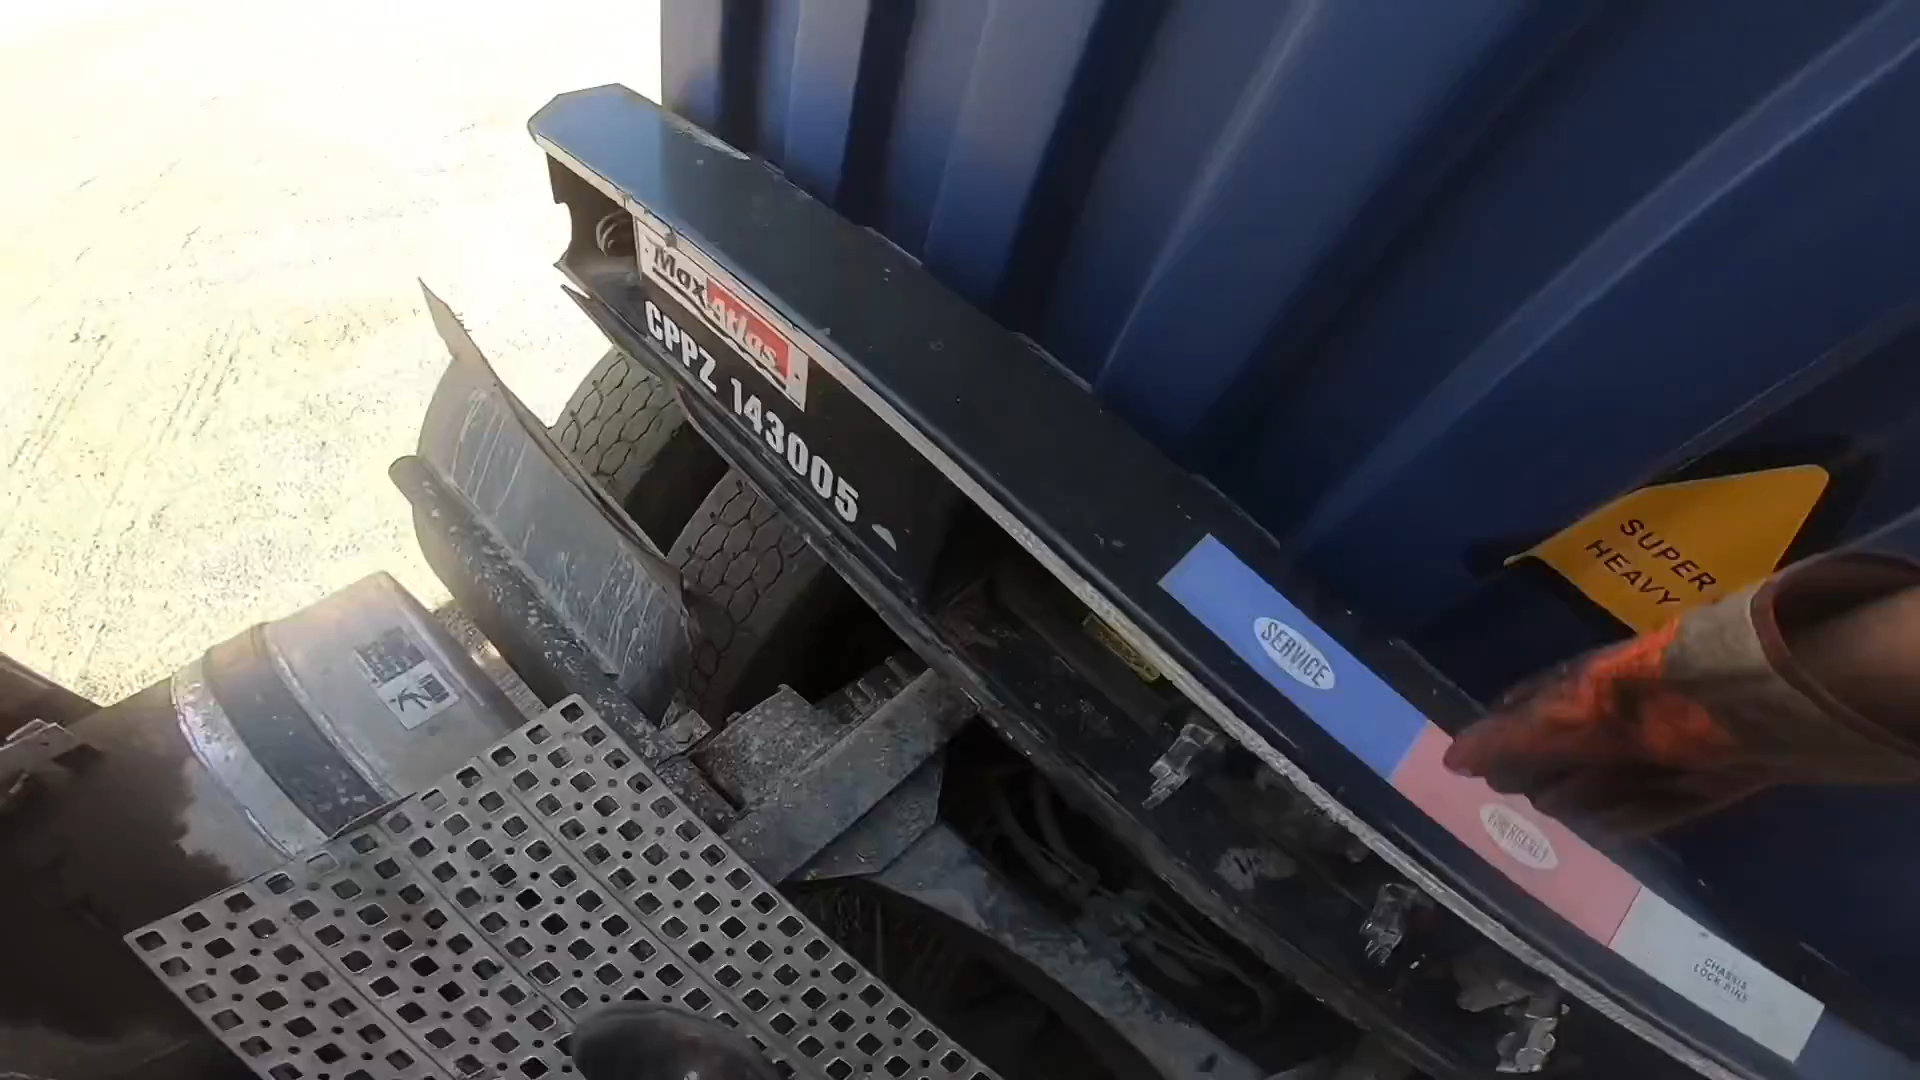 MaxAtlas
CPPZ 143005
SERVICE
EMERGENCY
CHASSIS
LOCK PINS
SUPER
HEAVY